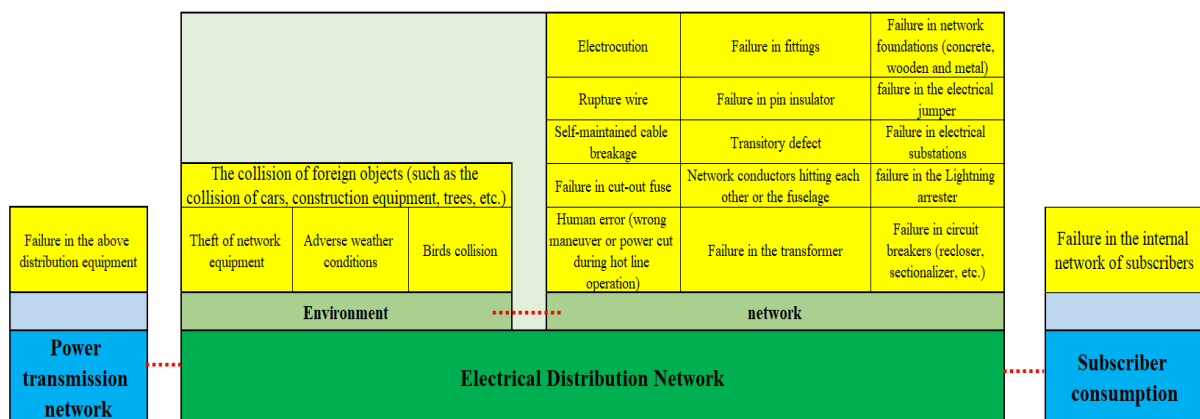 Electrocution
Failure in fittings
Failure in network
foundations (concrete,
wooden and metal)
Rupture wire
Failure in pin insulator
failure in the electrical
jumper
Self-maintained cable
breakage
Transitory defect
Failure in electrical
substations
The collision of foreign objects (such as the
collision of cars, construction equipment, trees, etc.)
Failure in cut-out fuse
Network conductors hitting each
other or the fuselage
failure in the Lightning
arrester
Failure in the above
distribution equipment
Theft of network
equipment
Adverse weather
conditions
Birds collision
Human error (wrong
maneuver or power cut
during hot line
operation)
Failure in the transformer
Failure in circuit
breakers (recloser,
sectionalizer, etc.)
Failure in the internal
network of subscribers
Environment
network
Power
transmission
network
Electrical Distribution Network
Subscriber
consumption